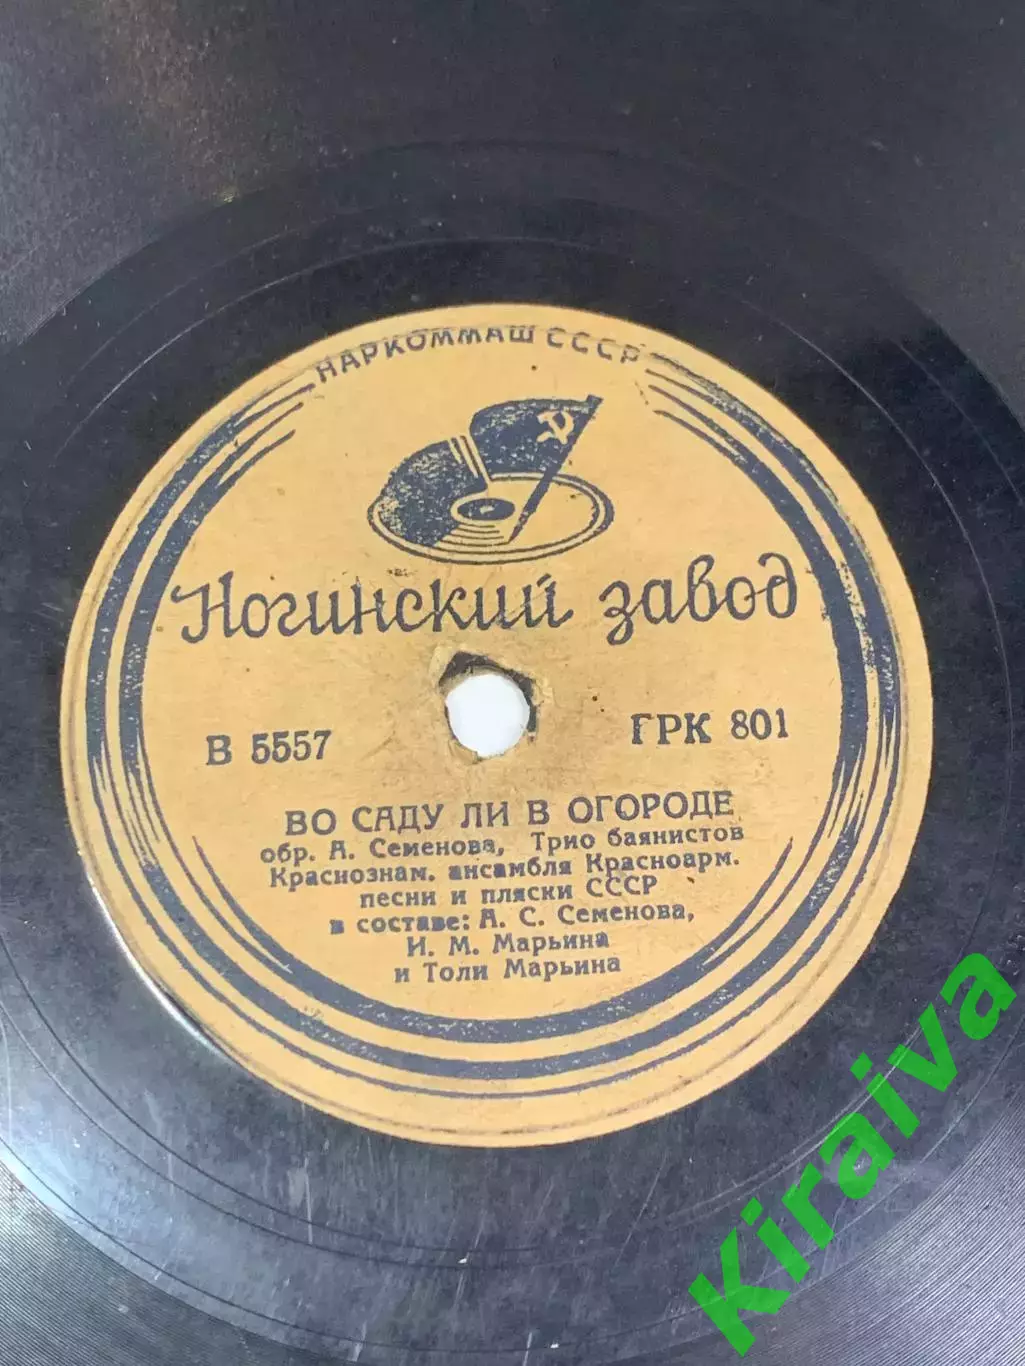 НАРКОММАШ СССР
Ногинский завод
В 5557
ГРК 801
ВО САДУ ЛИ В ОГОРОДЕ
обр. А. Семенова, Трио баянистов
Краснознам. ансамбля Красноарм.
песни и пляски СССР
в составе: А. С. Семенова,
И. М. Марьина
и Толи Марьина
Kiraiva